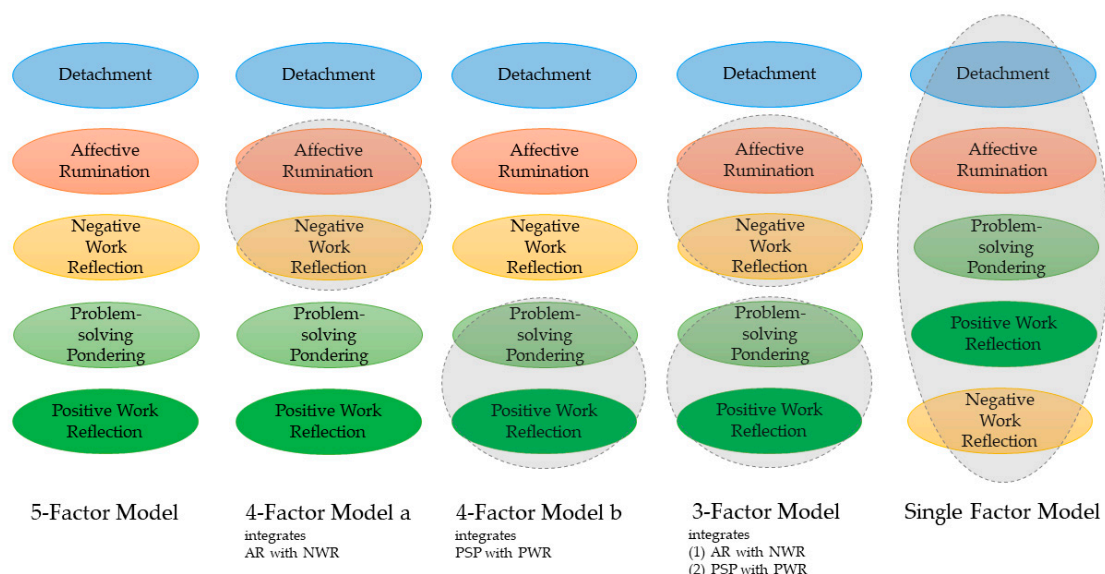 Detachment
Affective
Rumination
Negative
Work
Reflection
Problem-
solving
Pondering
Positive Work
Reflection
5-Factor Model
Detachment
Affective
Rumination
Negative
Work
Reflection
Problem-
solving
Pondering
Positive Work
Reflection
4-Factor Model a
integrates
AR with NWR
Detachment
Affective
Rumination
Negative
Work
Reflection
Problem-
solving
Pondering
Positive Work
Reflection
4-Factor Model b
integrates
PSP with PWR
Detachment
Affective
Rumination
Negative
Work
Reflection
Problem-
solving
Pondering
Positive Work
Reflection
3-Factor Model
integrates
(1) AR with NWR
(2) PSP with PWR
Detachment
Affective
Rumination
Problem-
solving
Pondering
Positive Work
Reflection
Negative
Work
Reflection
Single Factor Model